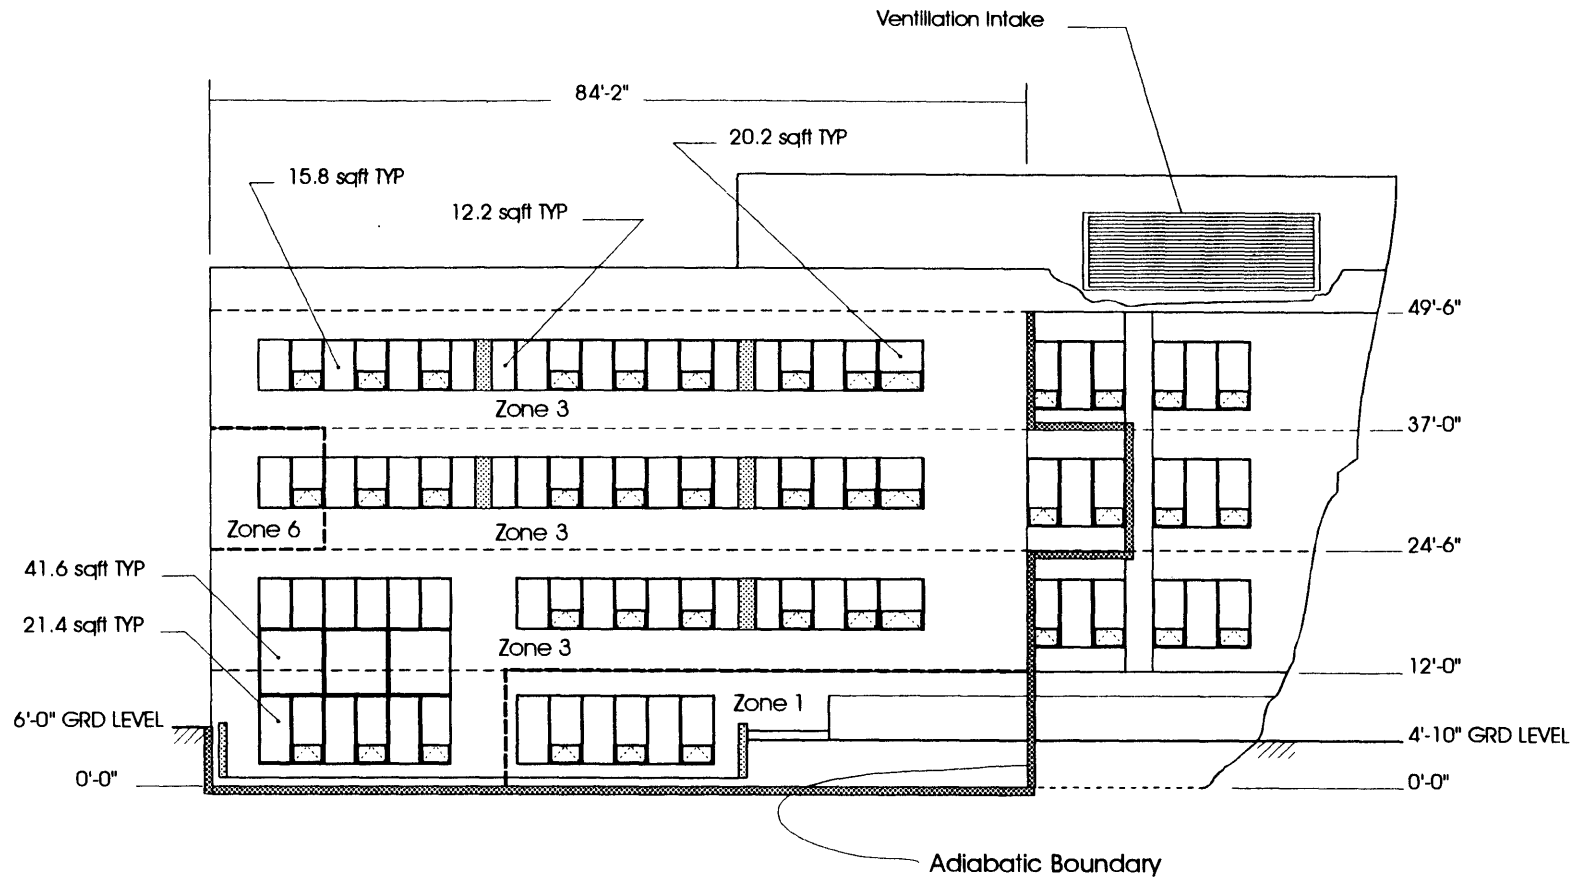 Ventillation Intake
84'-2"
20.2 sqft TYP
15.8 sqft TYP
12.2 sqft TYP
49'-6"
Zone 3
37'-0"
Zone 6
Zone 3
24'-6"
41.6 sqft TYP
21.4 sqft TYP
Zone 3
12'-0"
Zone 1
6'-0" GRD LEVEL
4'-10" GRD LEVEL
0'-0"
0'-0"
Adiabatic Boundary